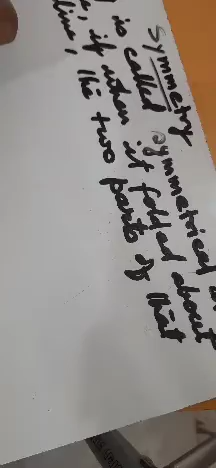 Symmetry
is called symmetrical
if when it folded about
line, the two parts of that